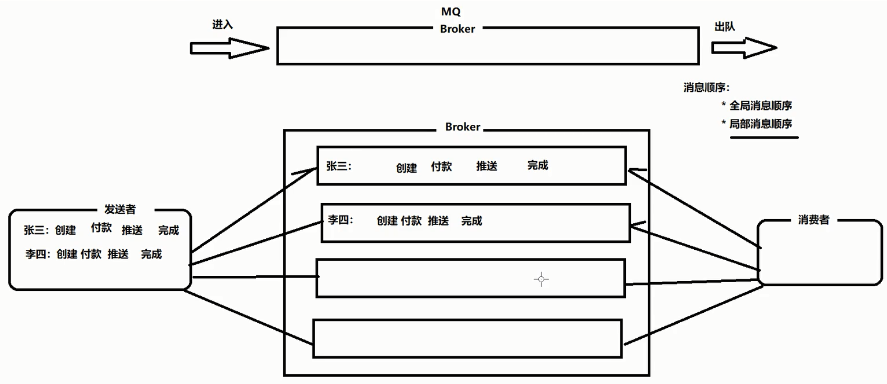 MQ
进入
Broker
出队
消息顺序：
* 全局消息顺序
* 局部消息顺序
Broker
张三： 创建 付款 推送 完成
李四： 创建 付款 推送 完成
发送者
张三：创建 付款 推送 完成
李四：创建 付款 推送 完成
消费者